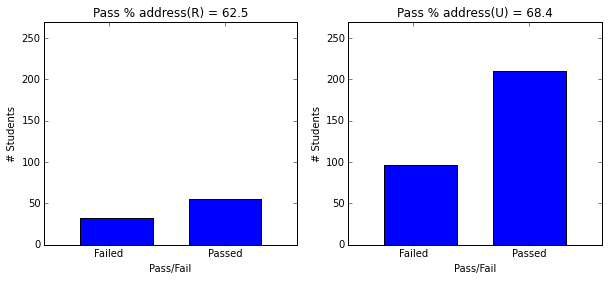 Pass % address(R) = 62.5
250
200
150
100
50
0
# Students
Failed Passed
Pass/Fail
Pass % address(U) = 68.4
250
200
150
100
50
0
# Students
Failed Passed
Pass/Fail